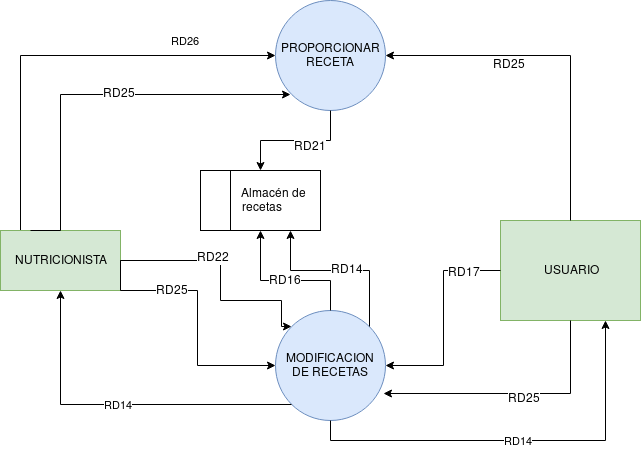 RD26
PROPORCIONAR
RECETA
RD25
RD25
RD21
Almacén de
recetas
NUTRICIONISTA
RD22
RD14
RD17
USUARIO
RD25
RD16
MODIFICACION
DE RECETAS
RD14
RD25
RD14